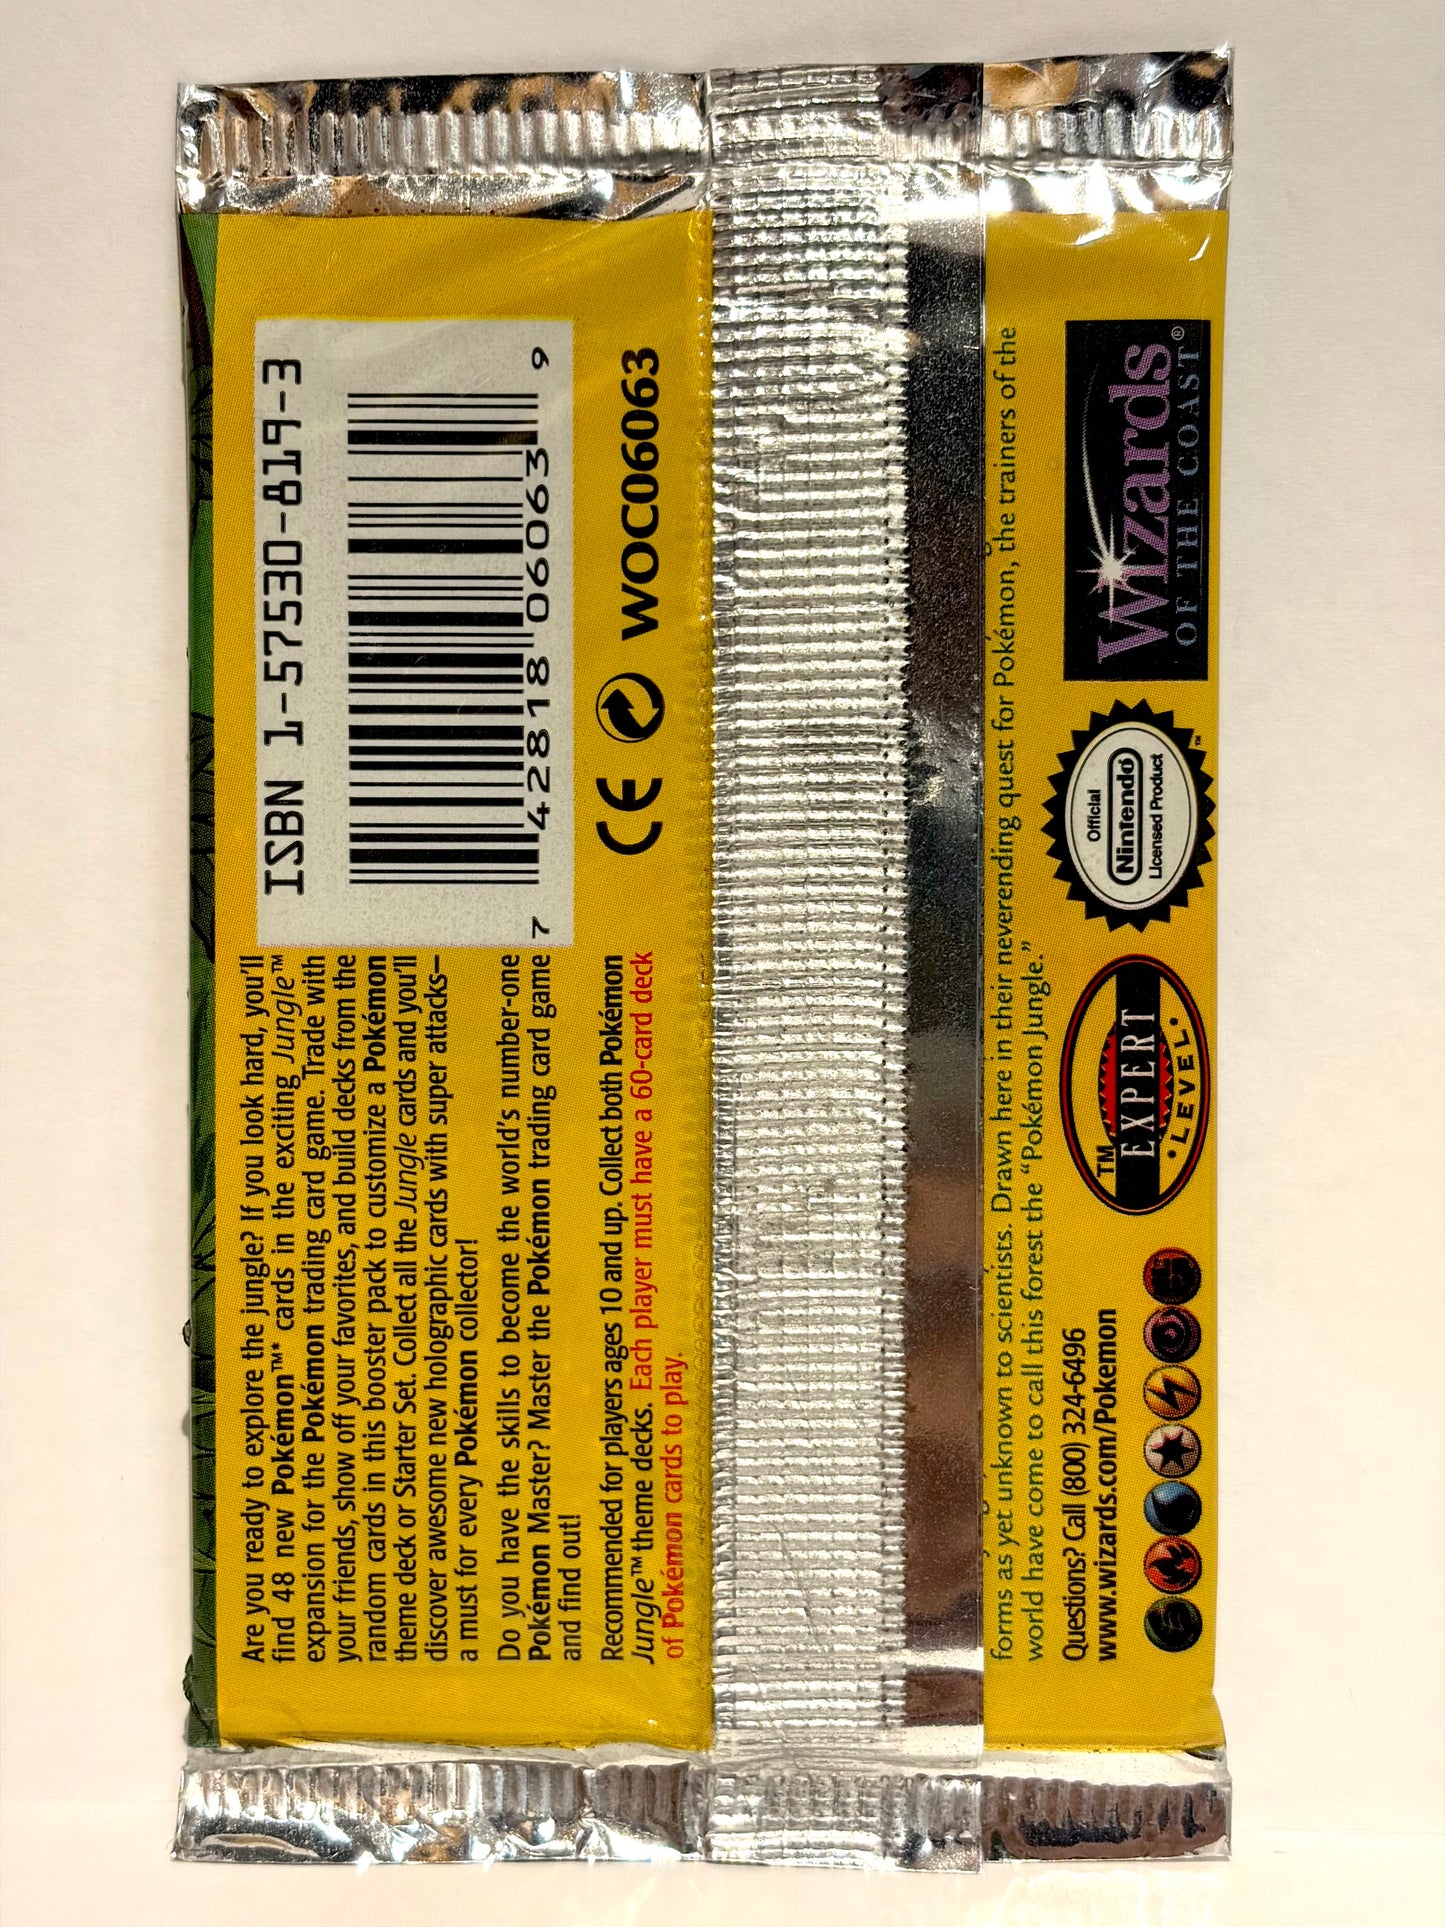 Are you ready to explore the jungle? If you look hard, you'll
find 48 new Pokémon™* cards in the exciting Jungle™
expansion for the Pokémon trading card game. Trade with
your friends, show off your favorites, and build decks from the
random cards in this booster pack to customize a Pokémon
theme deck or Starter Set. Collect all the Jungle cards and you'll
discover awesome new holographic cards with super attacks—
a must for every Pokémon collector!
Do you have the skills to become the world's number-one
Pokémon Master? Master the Pokémon trading card game
and find out!
Recommended for players ages 10 and up. Collect both Pokémon
Jungle™ theme decks. Each player must have a 60-card deck
of Pokémon cards to play.
ISBN 1-57530-819-3
7 42818 06063 9
CE WOC06063
forms as yet unknown to scientists. Drawn here in their neverending quest for Pokémon, the trainers of the
world have come to call this forest the “Pokémon Jungle.”
Questions? Call (800) 324-6496
www.wizards.com/Pokemon
EXPERT™
•LEVEL•
Official
Nintendo
Licensed Product
™
Wizards
OF THE COAST®